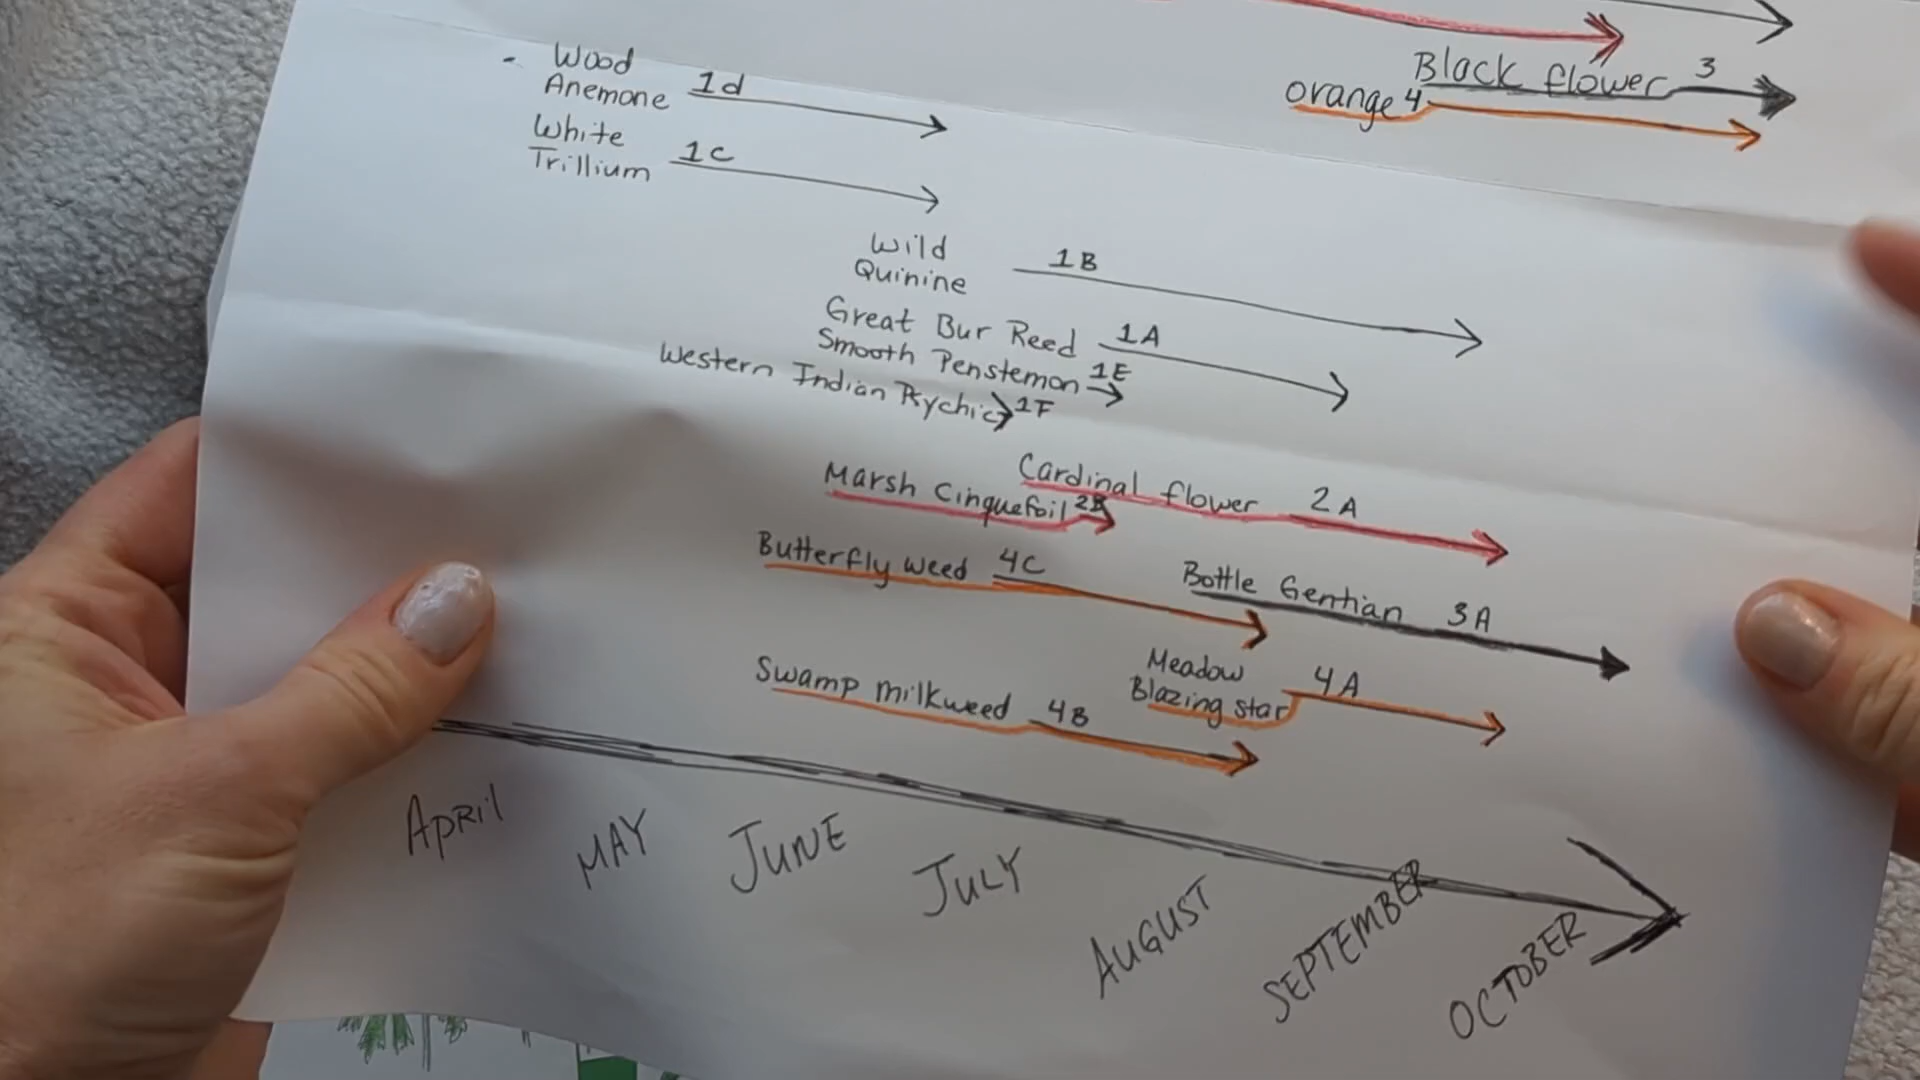 Black flower 3
orange 4
- Wood
Anemone 1d
White
Trillium 1C
Wild
Quinine 1B
Great Bur Reed 1A
Smooth Penstemon 1E
Western Indian Psychic 1F
Cardinal flower 2A
Marsh Cinquefoil 2B
Butterfly weed 4C
Bottle Gentian 3A
Meadow
Blazing star 4A
Swamp milkweed 4B
APRIL
MAY
JUNE
JULY
AUGUST
SEPTEMBER
OCTOBER